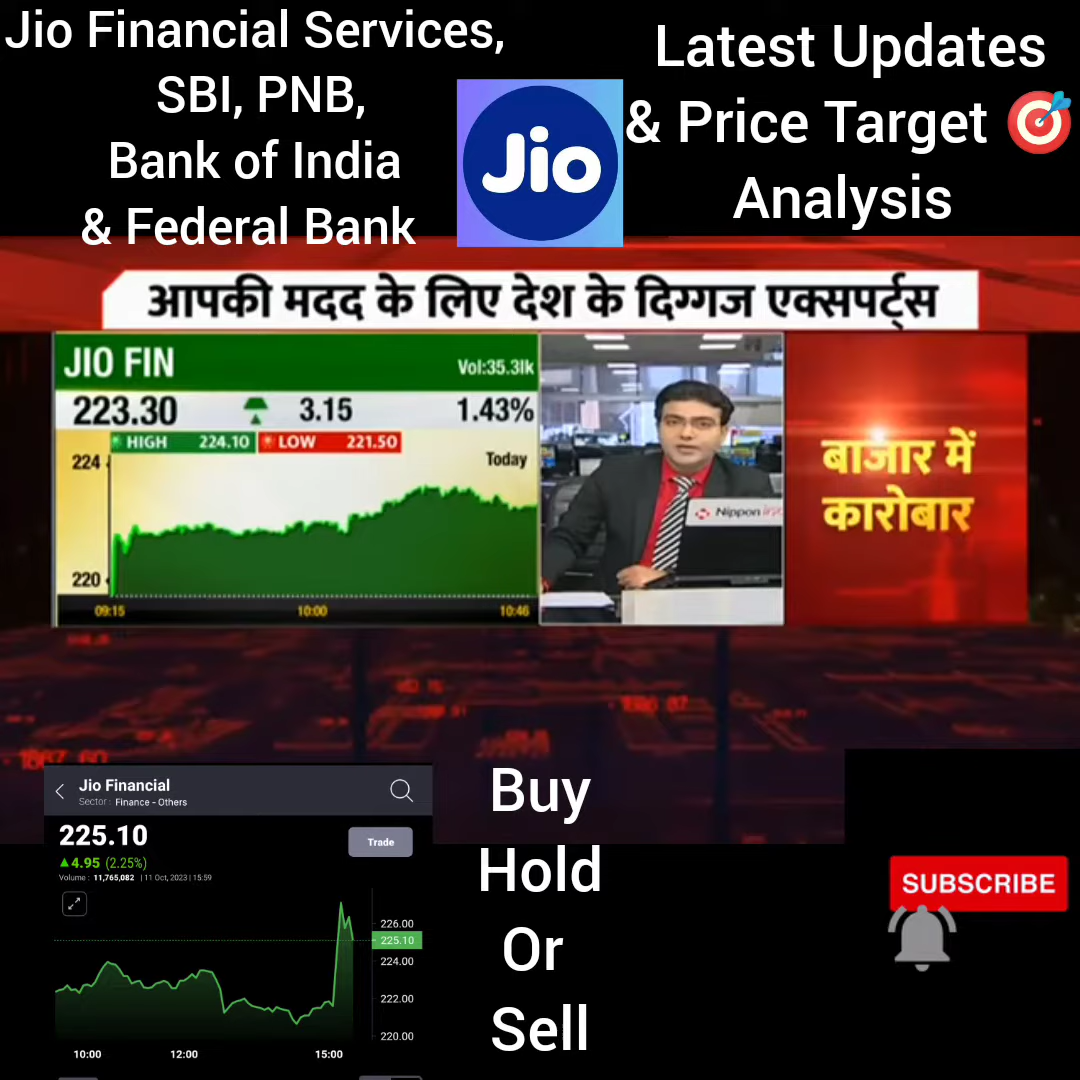 Jio Financial Services,
SBI, PNB,
Bank of India
& Federal Bank
Jio
Latest Updates
& Price Target 🎯
Analysis
आपकी मदद के लिए देश के दिग्गज एक्सपर्ट्स
JIO FIN
Vol:35.3lk
223.30 3.15 1.43%
HIGH 224.10 LOW 221.50
224
Today
220
09:15 10:00 10:46
Nippon
बाजार में
कारोबार
Jio Financial
Sector : Finance - Others
225.10
Trade
▲4.95 (2.25%)
Volume : 11,765,082 | 11 Oct, 2023 | 15:59
226.00
225.10
224.00
222.00
220.00
10:00 12:00 15:00
Buy
Hold
Or
Sell
SUBSCRIBE